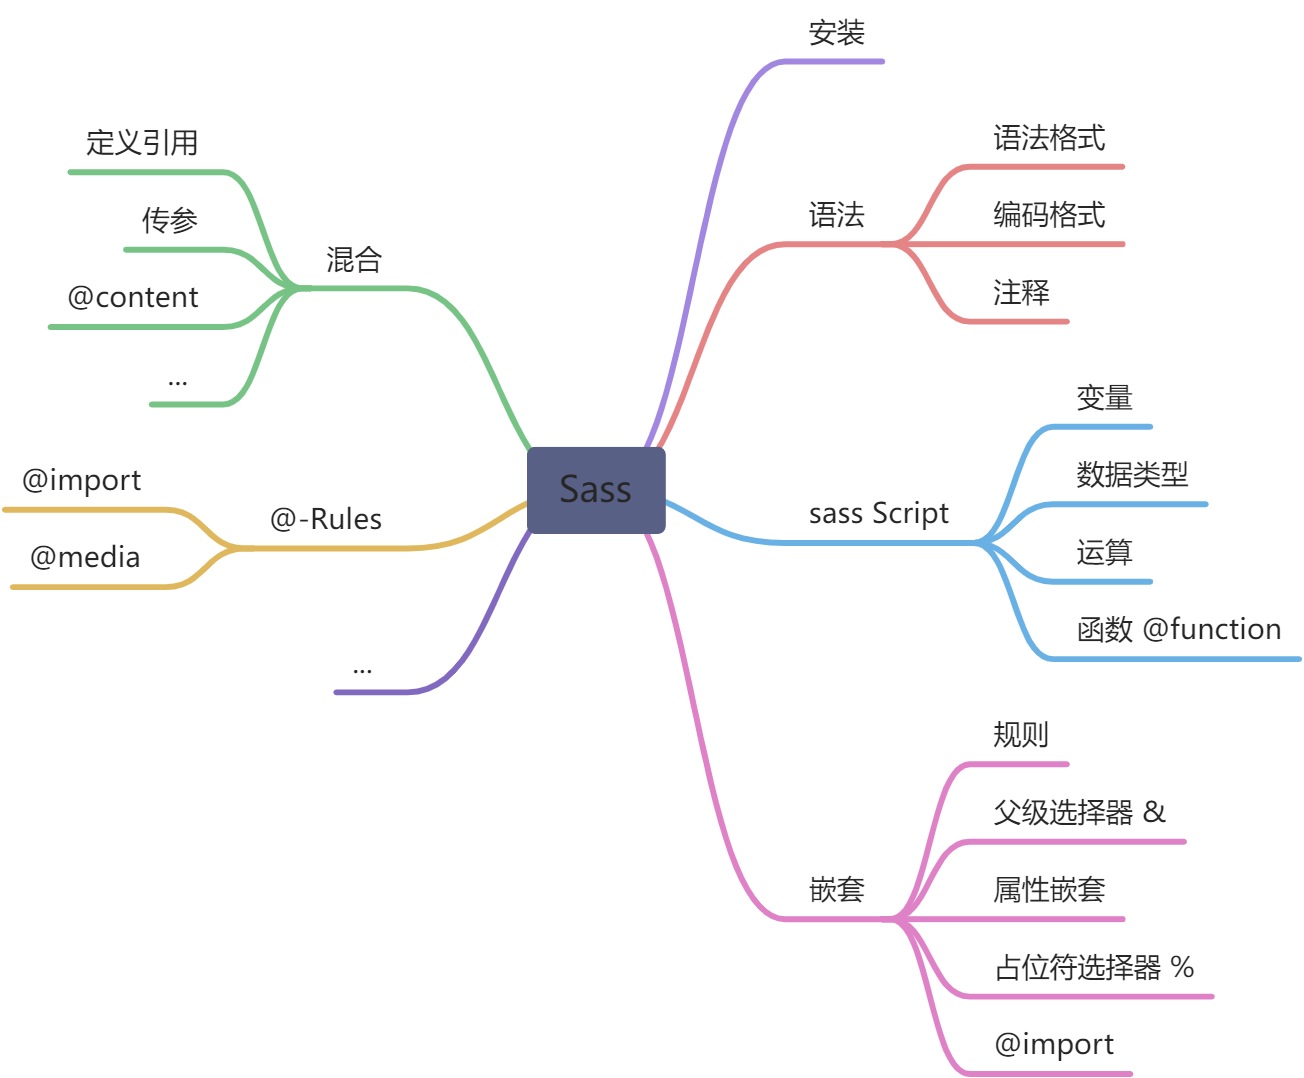 Sass
安装
语法
语法格式
编码格式
注释
sass Script
变量
数据类型
运算
函数 @function
嵌套
规则
父级选择器 &
属性嵌套
占位符选择器 %
@import
混合
定义引用
传参
@content
...
@-Rules
@import
@media
...